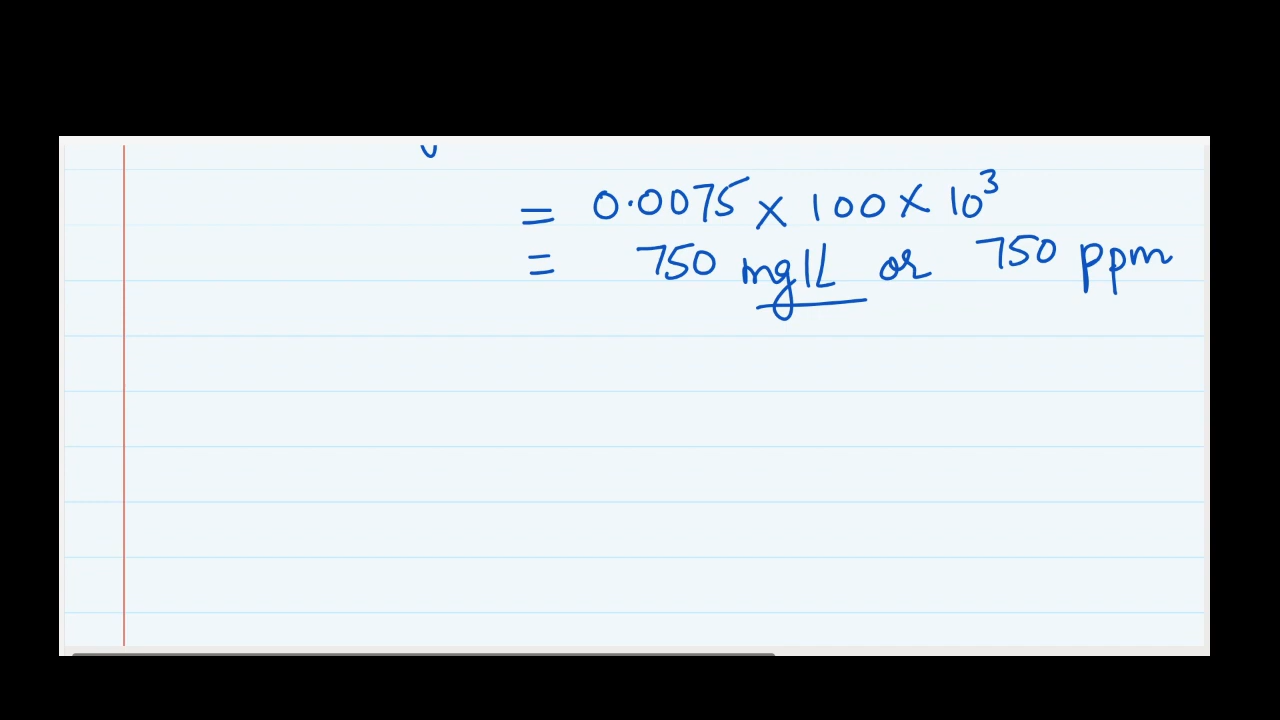 = 0.0075 × 100 × 10³
= 750 mg/L or 750 ppm